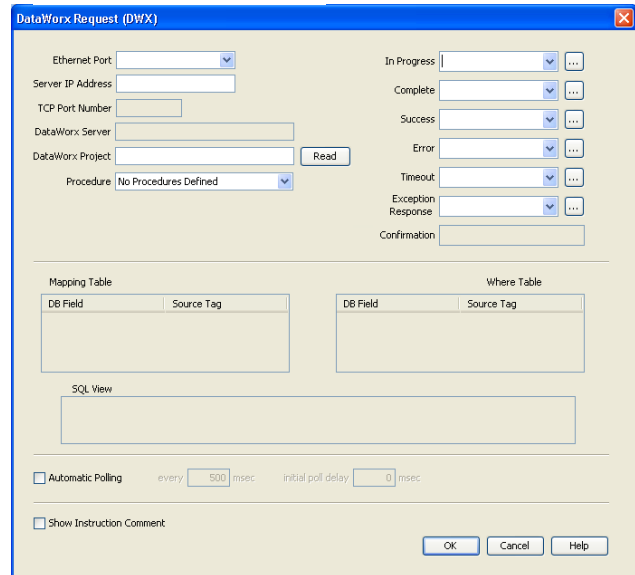 DataWorx Request (DWX)
Ethernet Port
Server IP Address
TCP Port Number
DataWorx Server
DataWorx Project
Read
Procedure No Procedures Defined
In Progress
...
Complete
...
Success
...
Error
...
Timeout
...
Exception
Response
...
Confirmation
Mapping Table
DB Field Source Tag
Where Table
DB Field Source Tag
SQL View
Automatic Polling every 500 msec initial poll delay 0 msec
Show Instruction Comment
OK Cancel Help